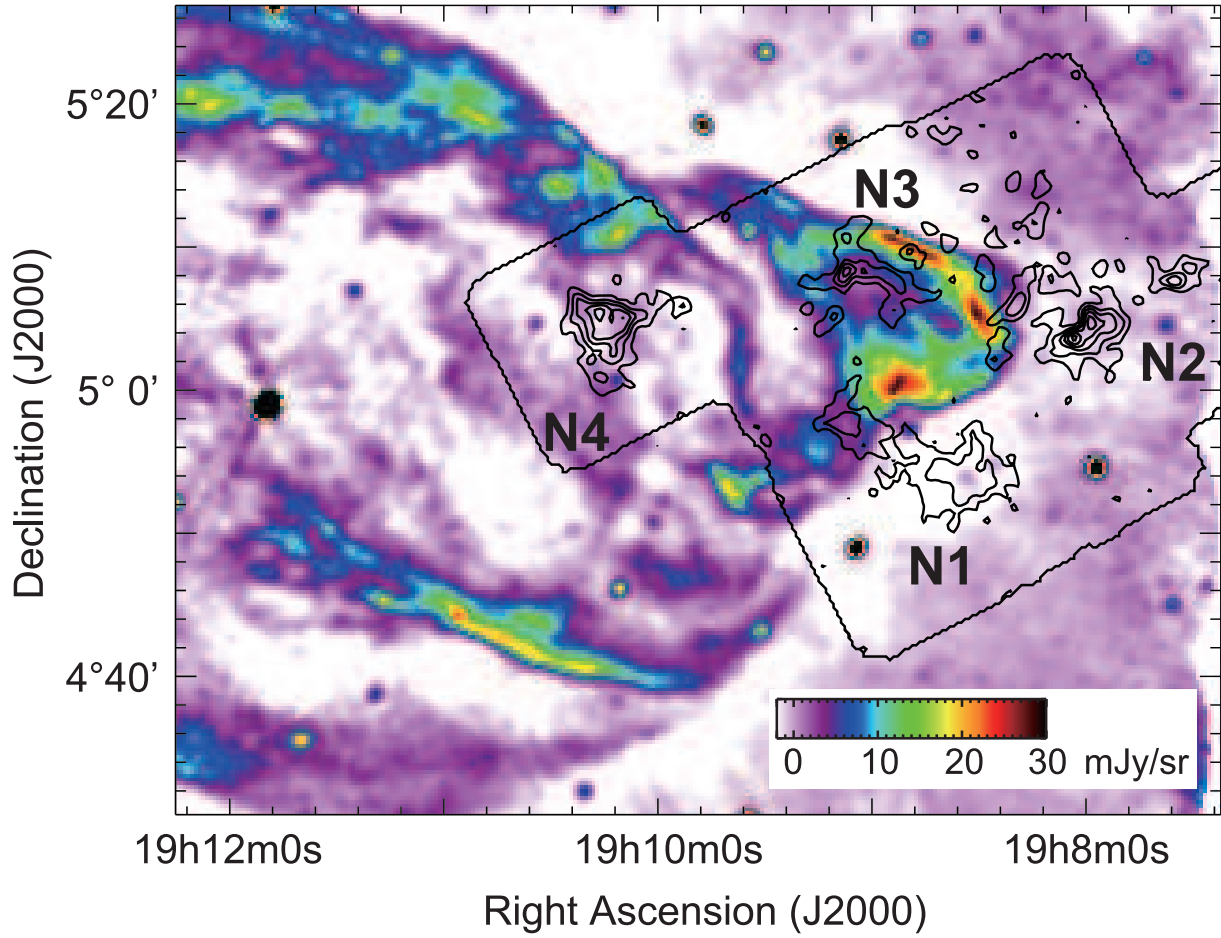 5°20'
N3
N2
5° 0'
N4
N1
4°40'
0 10 20 30 mJy/sr
19h12m0s 19h10m0s 19h8m0s
Right Ascension (J2000)
Declination (J2000)